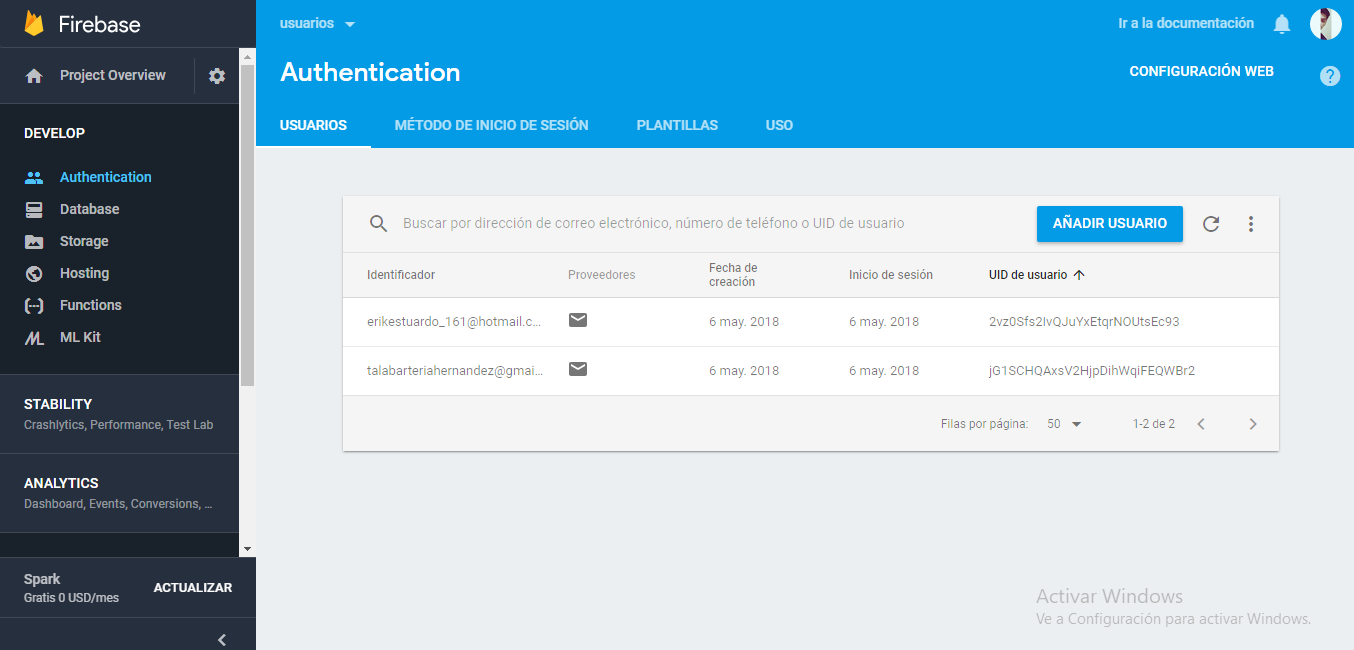 Firebase
Project Overview
DEVELOP
Authentication
Database
Storage
Hosting
Functions
ML Kit
STABILITY
Crashlytics, Performance, Test Lab
ANALYTICS
Dashboard, Events, Conversions, ...
Spark
Gratis 0 USD/mes
ACTUALIZAR
usuarios
Ir a la documentación
Authentication
CONFIGURACIÓN WEB
?
USUARIOS MÉTODO DE INICIO DE SESIÓN PLANTILLAS USO
Buscar por dirección de correo electrónico, número de teléfono o UID de usuario
AÑADIR USUARIO
Identificador Proveedores Fecha de creación Inicio de sesión UID de usuario
erikestuardo_161@hotmail.c... 6 may. 2018 6 may. 2018 2vz0Sfs2IvQJuYxEtqrNOUtsEc93
talabarteriahernandez@gmai... 6 may. 2018 6 may. 2018 jG1SCHQAxsV2HjpDihWqiFEQWBr2
Filas por página: 50 1-2 de 2
Activar Windows
Ve a Configuración para activar Windows.